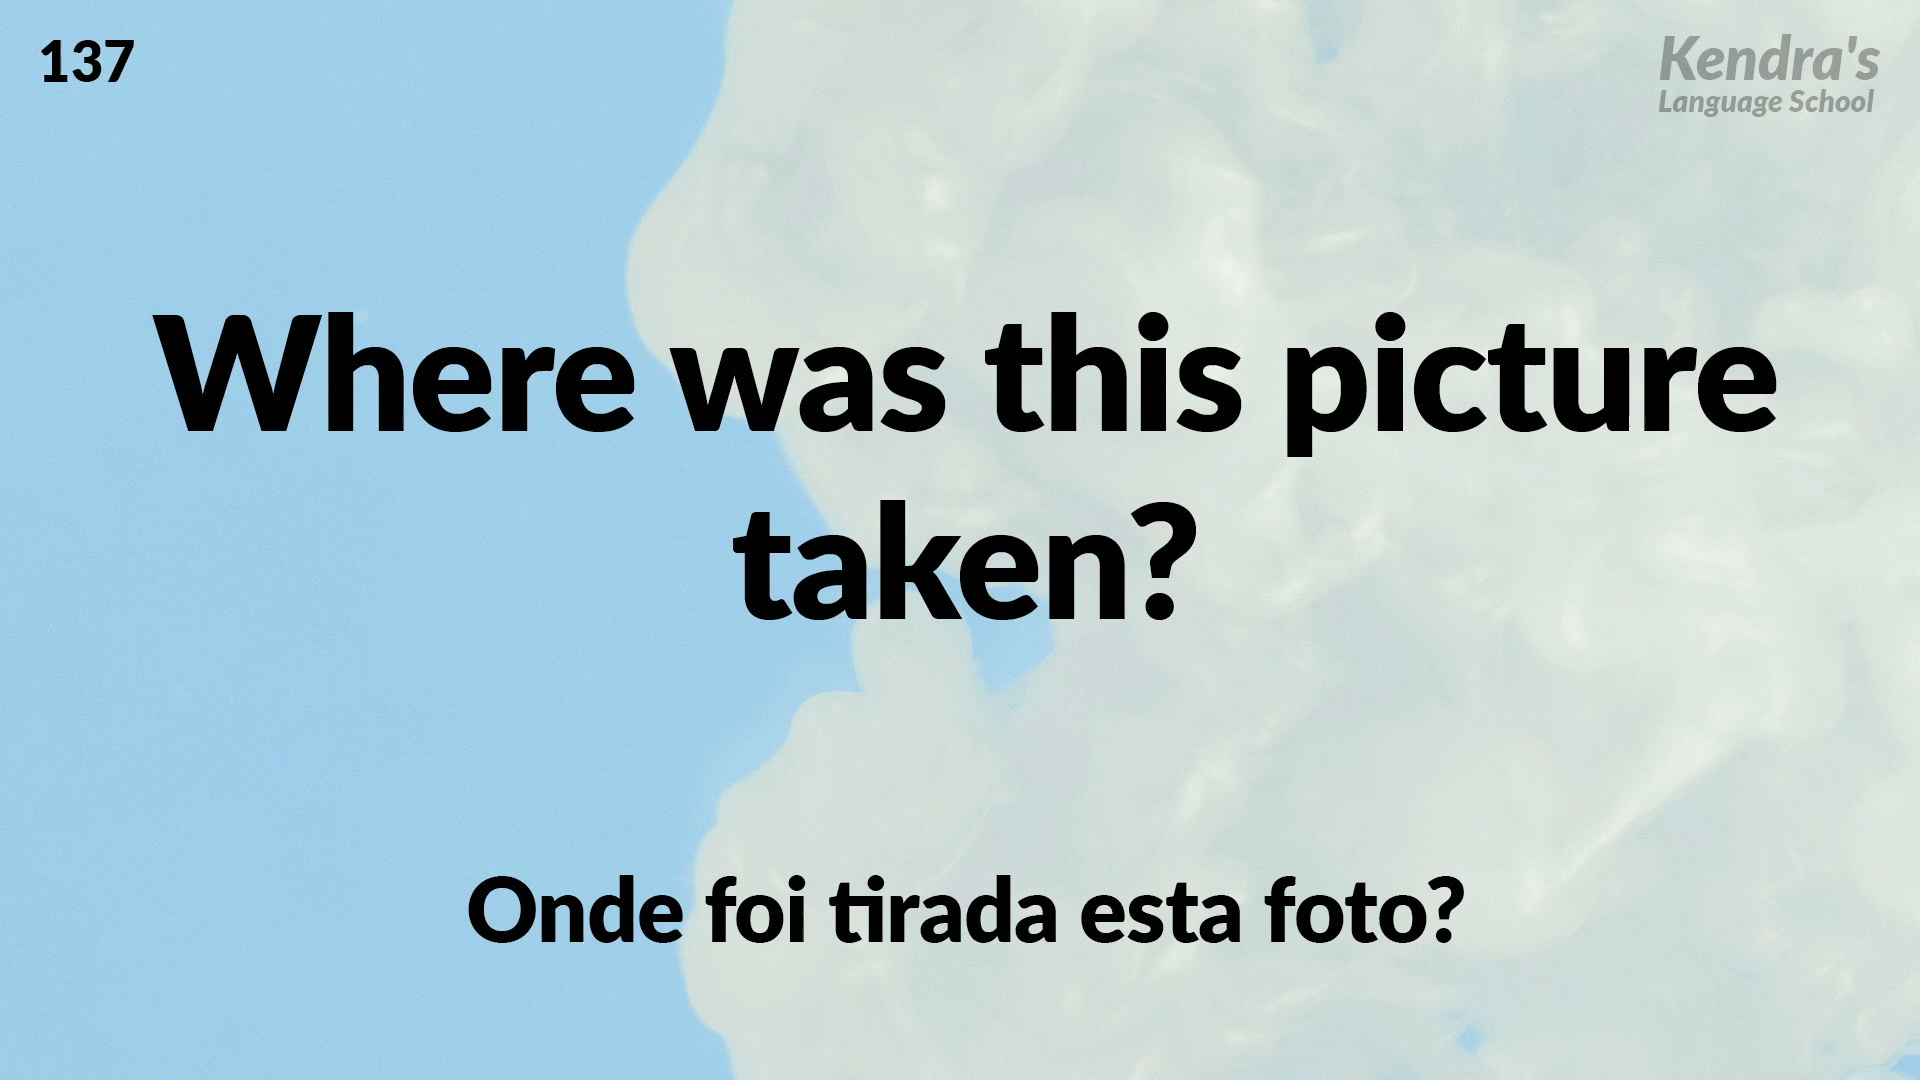 137
Kendra's
Language School
Where was this picture
taken?
Onde foi tirada esta foto?